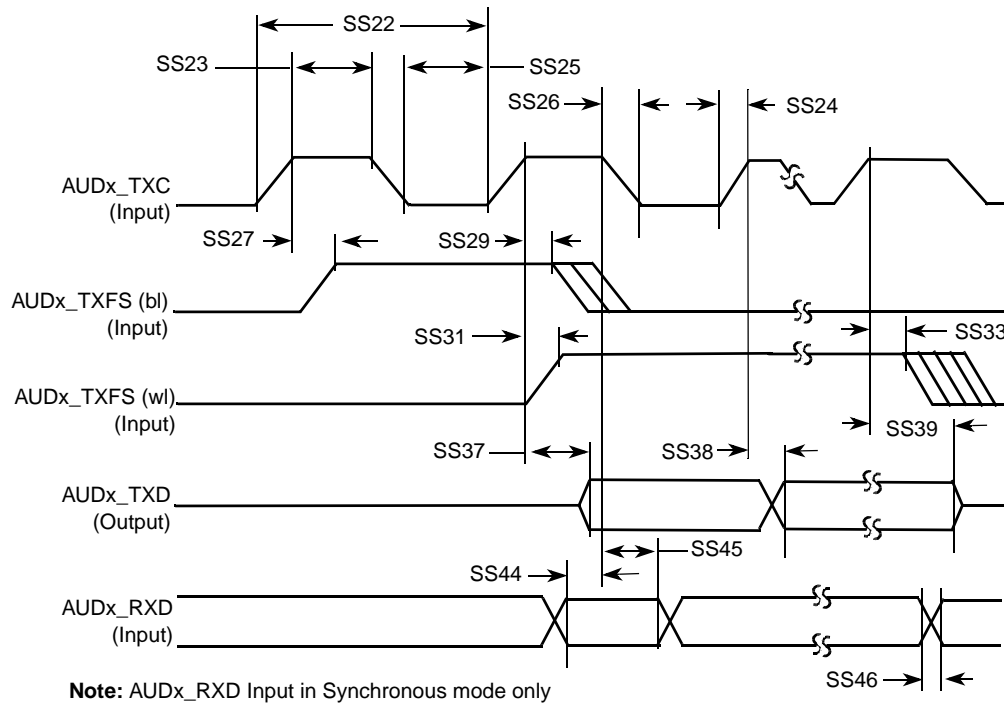 SS22
SS23
SS25
SS26
SS24
AUDx_TXC
(Input)
SS27
SS29
AUDx_TXFS (bl)
(Input)
SS31
SS33
AUDx_TXFS (wl)
(Input)
SS39
SS37
SS38
AUDx_TXD
(Output)
SS45
SS44
AUDx_RXD
(Input)
SS46
Note: AUDx_RXD Input in Synchronous mode only